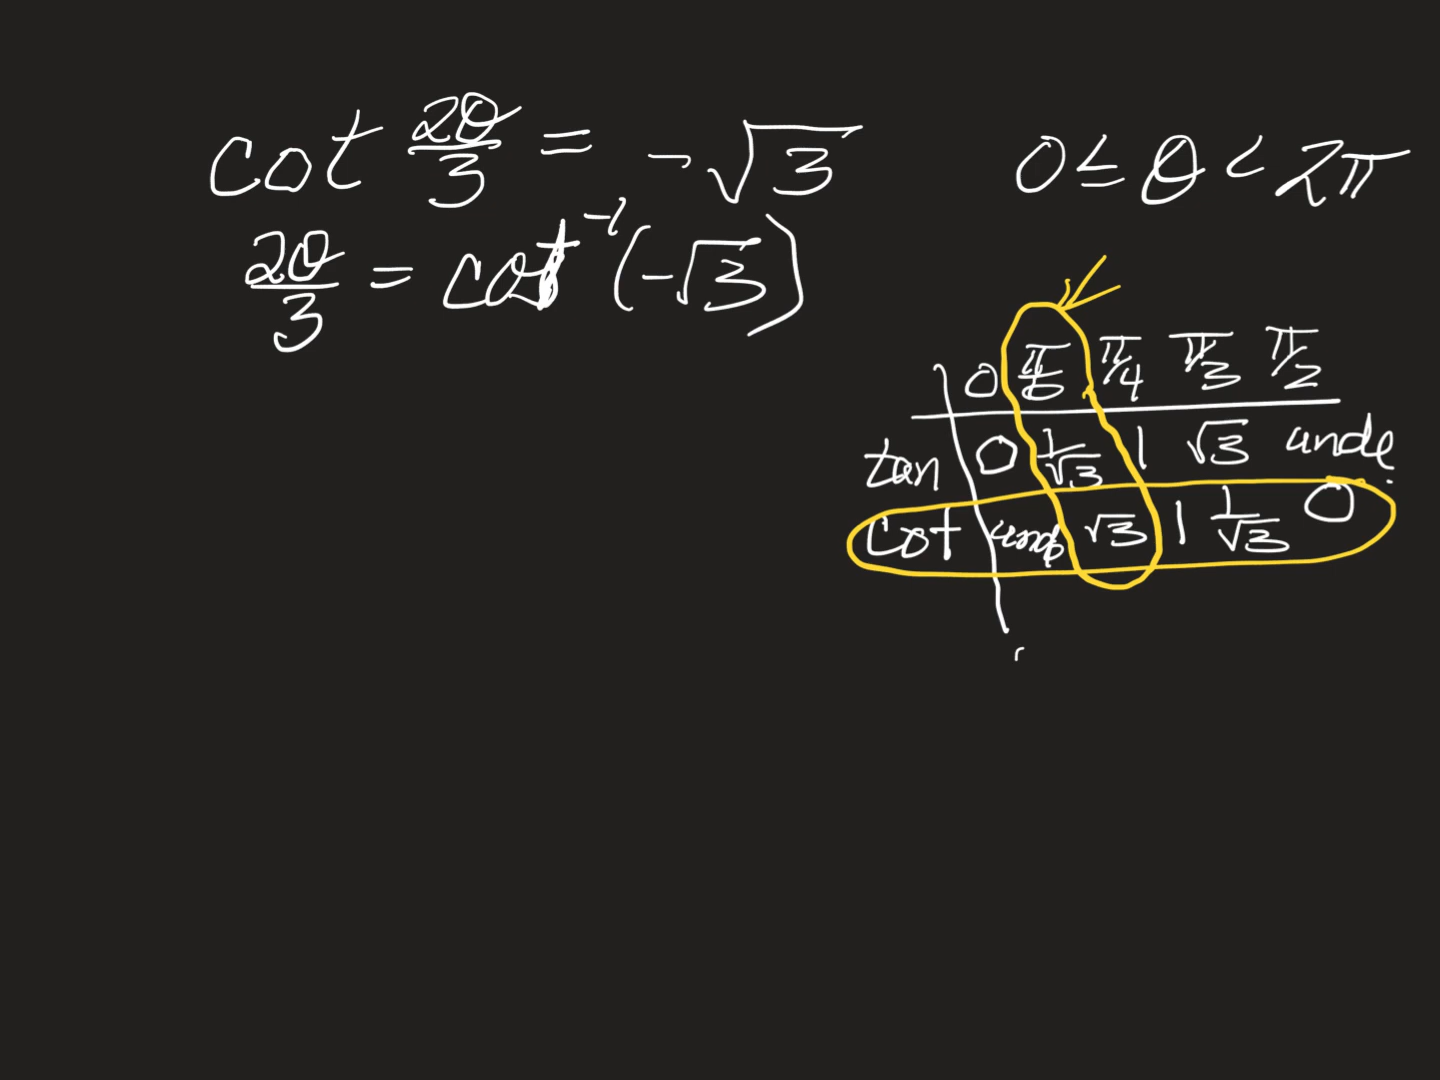 cot 2θ/3 = -√3 0 ≤ θ < 2π
2θ/3 = cot⁻¹(-√3)
0 π/6 π/4 π/3 π/2
tan 0 1/√3 1 √3 unde
cot und √3 1 1/√3 0